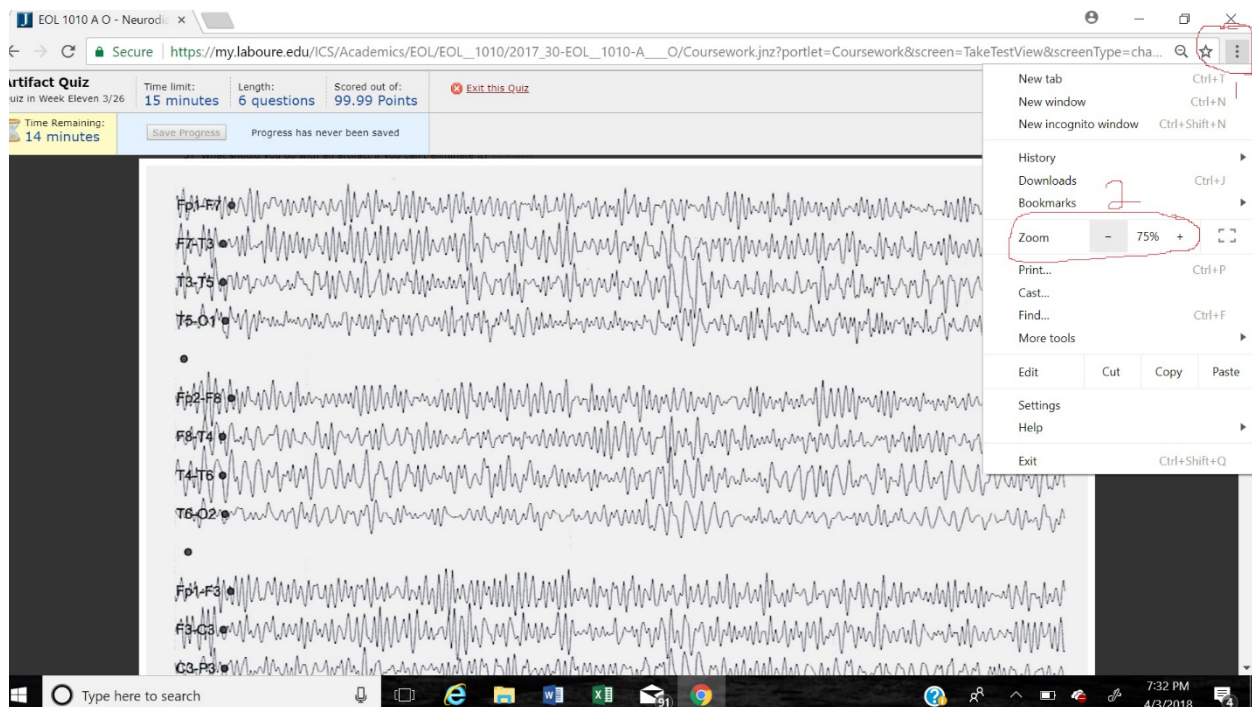 EOL 1010 A O - Neurodia
Secure | https://my.laboure.edu/ICS/Academics/EOL/EOL__1010/2017_30-EOL__1010-A___O/Coursework.jnz?portlet=Coursework&screen=TakeTestView&screenType=cha...
1
rtifact Quiz
uiz in Week Eleven 3/26
Time limit:
15 minutes
Length:
6 questions
Scored out of:
99.99 Points
Exit this Quiz
Time Remaining:
14 minutes
Save Progress
Progress has never been saved
New tab Ctrl+T
New window Ctrl+N
New incognito window Ctrl+Shift+N
History
Downloads Ctrl+J
Bookmarks
2
Zoom - 75% +
Print... Ctrl+P
Cast...
Find... Ctrl+F
More tools
Edit Cut Copy Paste
Settings
Help
Exit Ctrl+Shift+Q
Fp1-F7
F7-T3
T3-T5
T5-O1
Fp2-F8
F8-T4
T4-T6
T6-O2
Fp1-F3
F3-C3
C3-P3
Type here to search
91
7:32 PM
4/3/2018
4